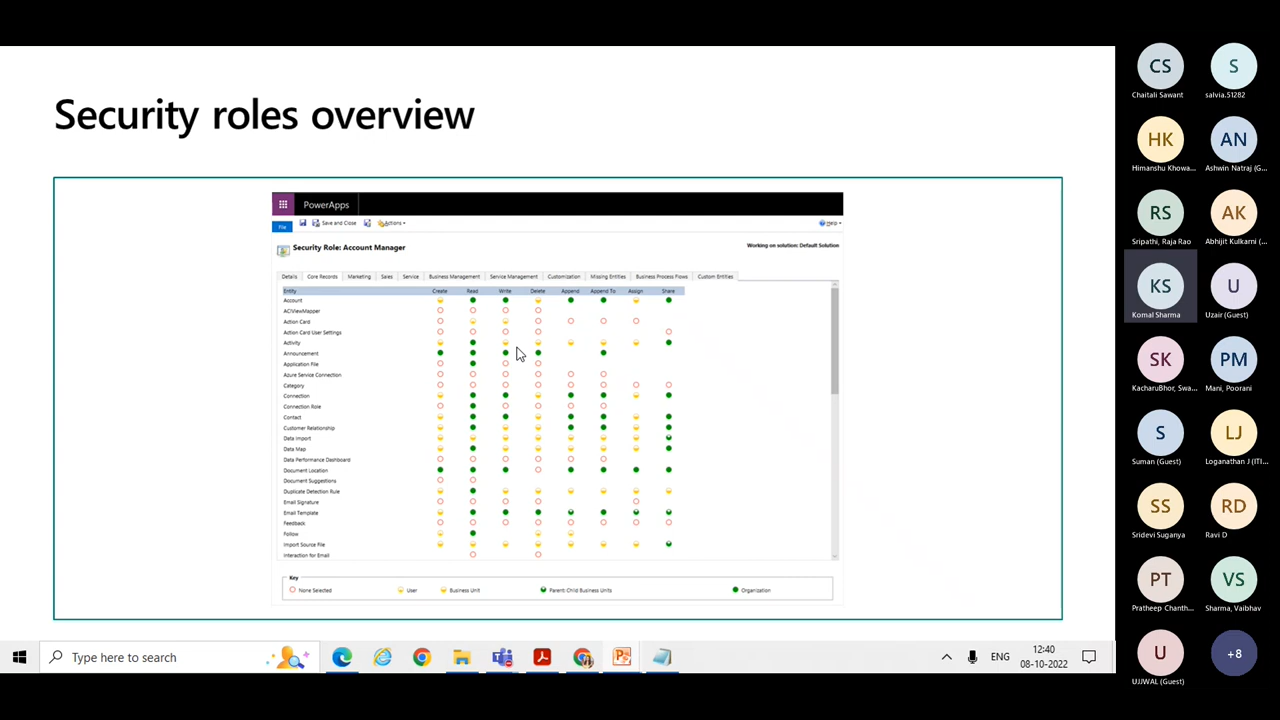 Security roles overview
PowerApps
File
Save and Close
Actions
Help
Security Role: Account Manager
Working on solution: Default Solution
Details Core Records Marketing Sales Service Business Management Service Management Customization Missing Entities Business Process Flows Custom Entities
Entity Create Read Write Delete Append Append To Assign Share
Account
ACIViewMapper
Action Card
Action Card User Settings
Activity
Announcement
Application File
Azure Service Connection
Category
Connection
Connection Role
Contact
Customer Relationship
Data Import
Data Map
Data Performance Dashboard
Document Location
Document Suggestions
Duplicate Detection Rule
Email Signature
Email Template
Feedback
Follow
Import Source File
Interaction for Email
Key
None Selected User Business Unit Parent: Child Business Units Organization
Type here to search
ENG
12:40
08-10-2022
CS S
Chaitali Sawant salvia.51282
HK AN
Himanshu Khowa... Ashwin Natraj (G...
RS AK
Sripathi, Raja Rao Abhijit Kulkarni (...
KS U
Komal Sharma Uzair (Guest)
SK PM
KacharuBhor, Swa... Mani, Poorani
S LJ
Suman (Guest) Loganathan J (ITI...
SS RD
Sridevi Suganya Ravi D
PT VS
Pratheep Chanth... Sharma, Vaibhav
U +8
UJJWAL (Guest)